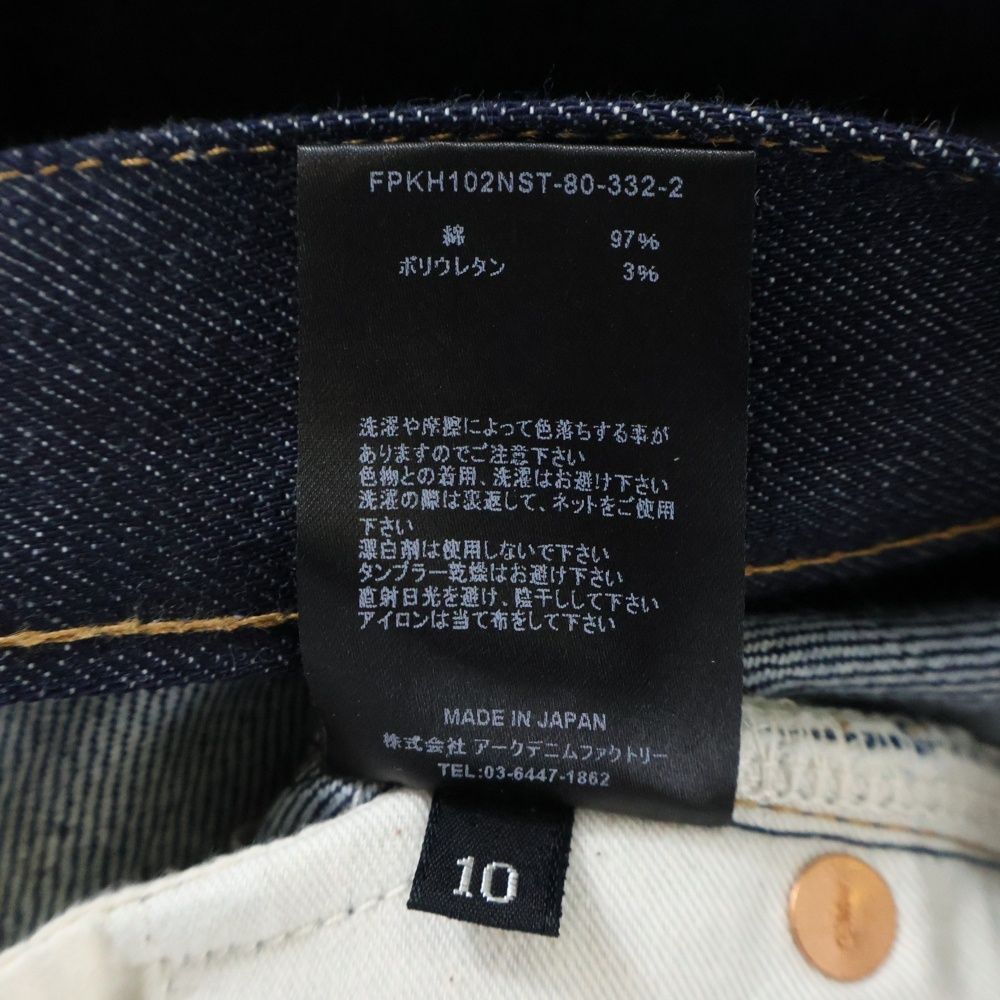 FPKH102NST-80-332-2
綿 97%
ポリウレタン 3%
洗濯や摩擦によって色落ちする事が
ありますのでご注意下さい
色物との着用、洗濯はお避け下さい
洗濯の際は裏返して、ネットをご使用
下さい
漂白剤は使用しないで下さい
タンブラー乾燥はお避け下さい
直射日光を避け、陰干しして下さい
アイロンは当て布をして下さい
MADE IN JAPAN
株式会社 アークデニムファクトリー
TEL:03-6447-1862
10